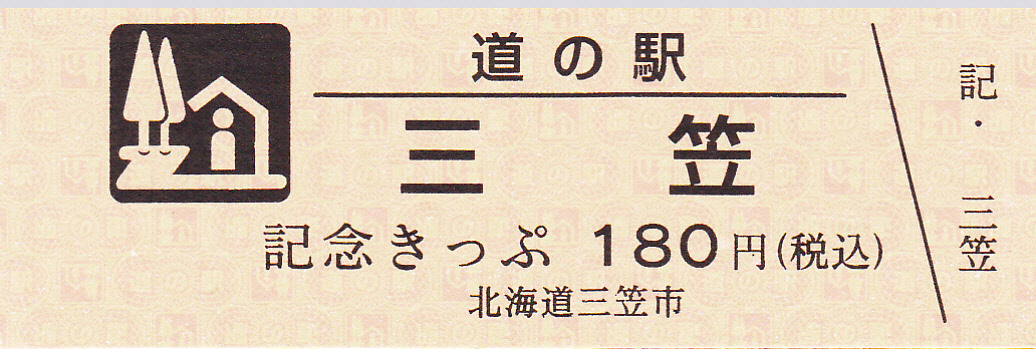 道の駅
三笠
記念きっぷ 180円(税込)
北海道三笠市
記・三笠